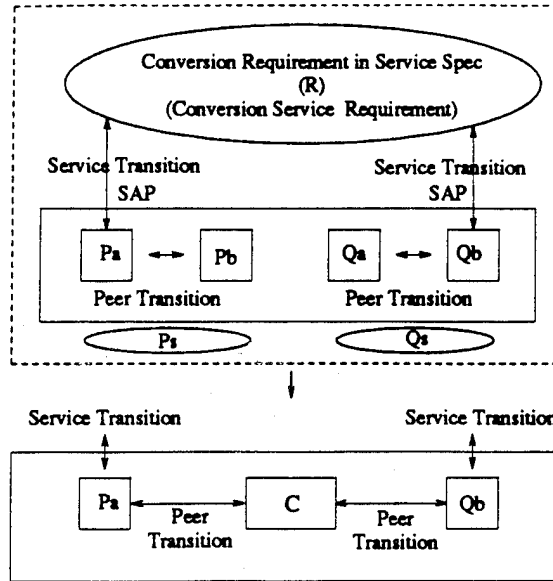 Conversion Requirement in Service Spec
(R)
(Conversion Service Requirement)
Service Transition
SAP
Service Transition
SAP
Pa
Pb
Qa
Qb
Peer Transition
Peer Transition
Ps
Qs
Service Transition
Service Transition
Pa
C
Qb
Peer
Transition
Peer
Transition